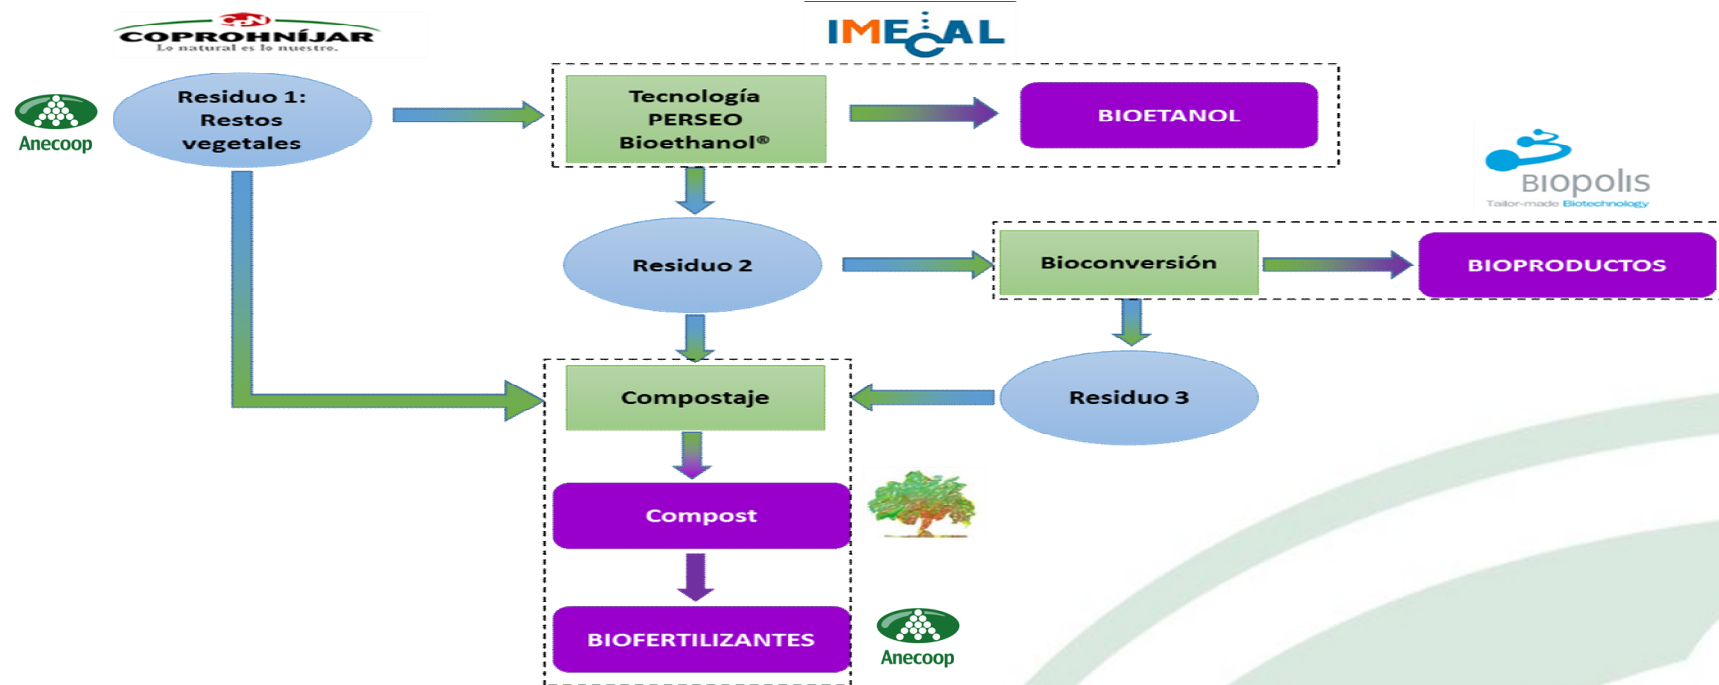 COPROHNÍJAR
Lo natural es lo nuestro.
IMECAL
Anecoop
Residuo 1:
Restos
vegetales
Tecnología
PERSEO
Bioethanol®
BIOETANOL
BIOPOLIS
Tailor-made Biotechnology
Residuo 2
Bioconversión
BIOPRODUCTOS
Compostaje
Residuo 3
Compost
BIOFERTILIZANTES
Anecoop